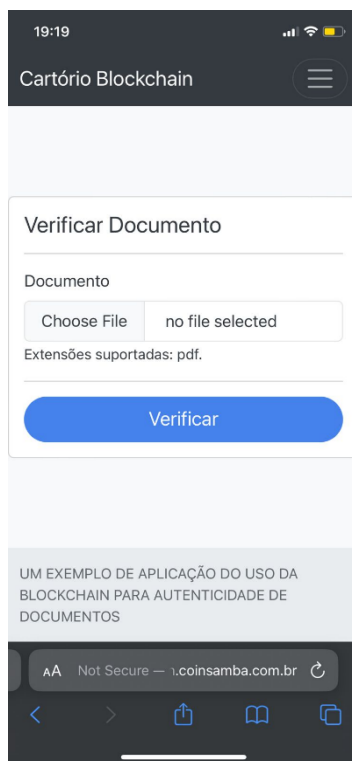 19:19
Cartório Blockchain
Verificar Documento
Documento
Choose File no file selected
Extensões suportadas: pdf.
Verificar
UM EXEMPLO DE APLICAÇÃO DO USO DA
BLOCKCHAIN PARA AUTENTICIDADE DE
DOCUMENTOS
AA Not Secure — .coinsamba.com.br